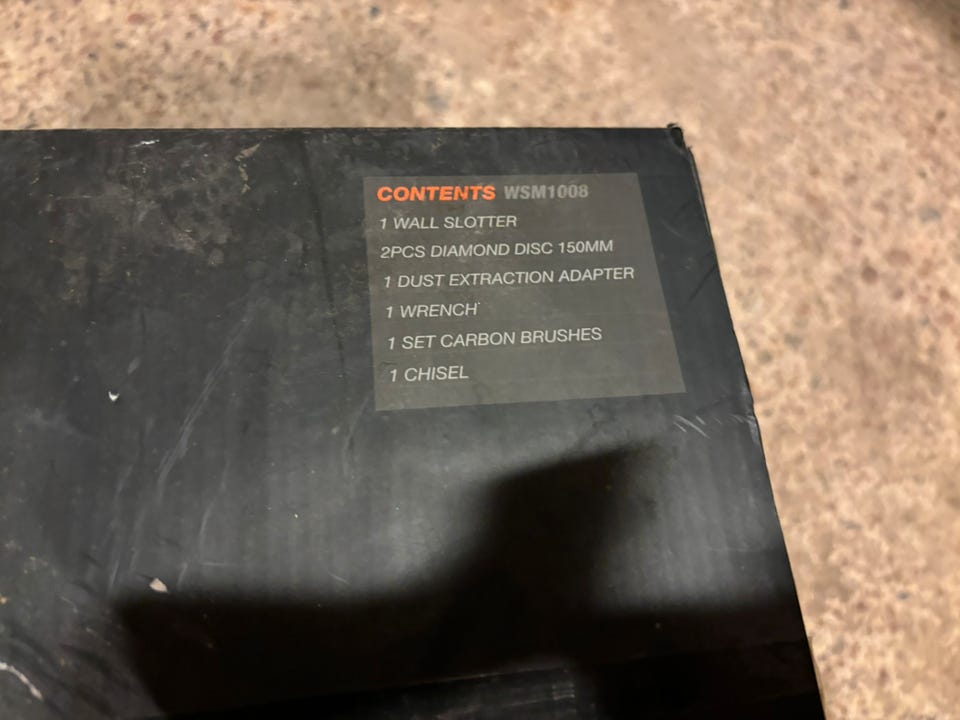 CONTENTS WSM1008
1 WALL SLOTTER
2PCS DIAMOND DISC 150MM
1 DUST EXTRACTION ADAPTER
1 WRENCH
1 SET CARBON BRUSHES
1 CHISEL